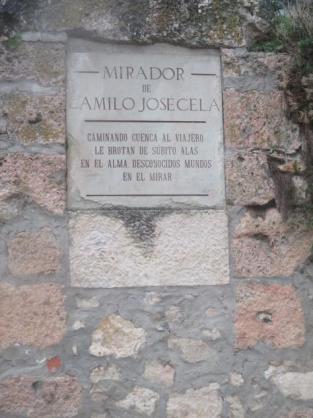 MIRADOR
DE
CAMILO JOSE CELA
CAMINANDO CUENCA AL VIAJERO
LE BROTAN DE SUBITO ALAS
EN EL ALMA DESCONOCIDOS MUNDOS
EN EL MIRAR